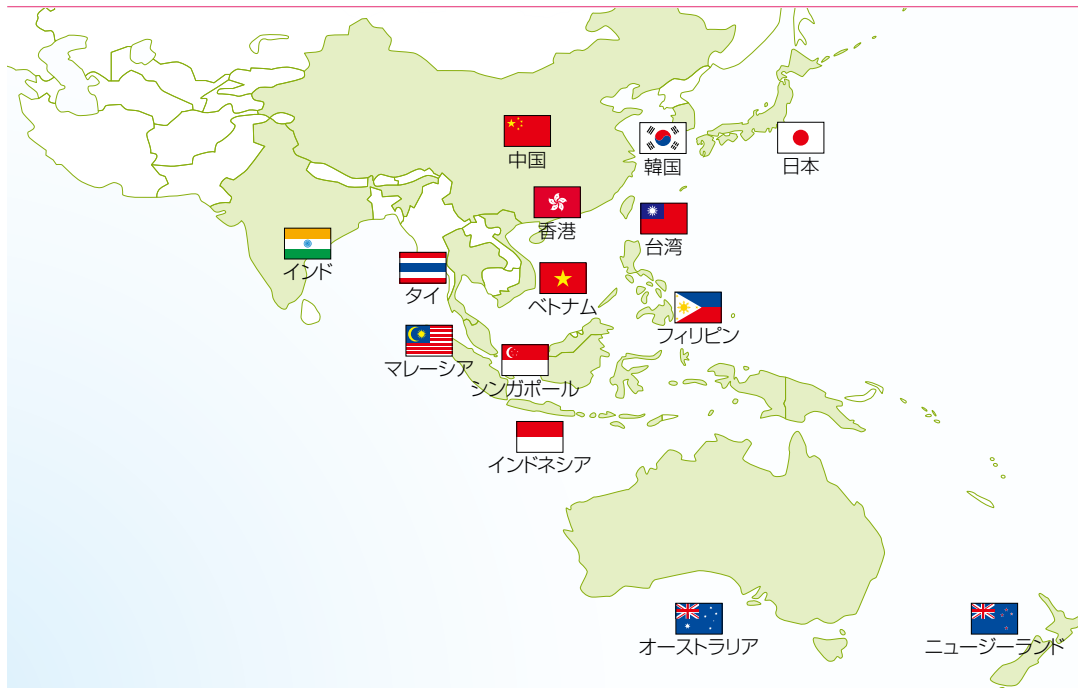 中国
韓国
日本
香港
台湾
インド
タイ
ベトナム
フィリピン
マレーシア
シンガポール
インドネシア
オーストラリア
ニュージーランド